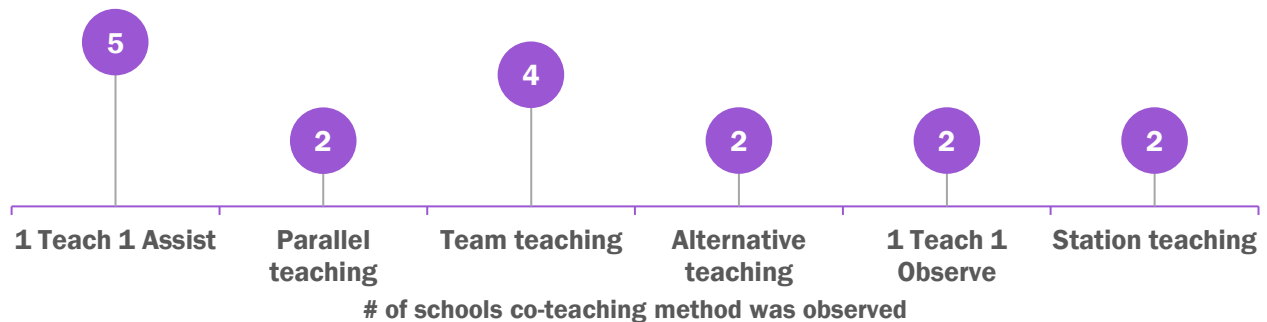 5
4
2
2
2
2
1 Teach 1 Assist
Parallel
teaching
Team teaching
Alternative
teaching
1 Teach 1
Observe
Station teaching
# of schools co-teaching method was observed